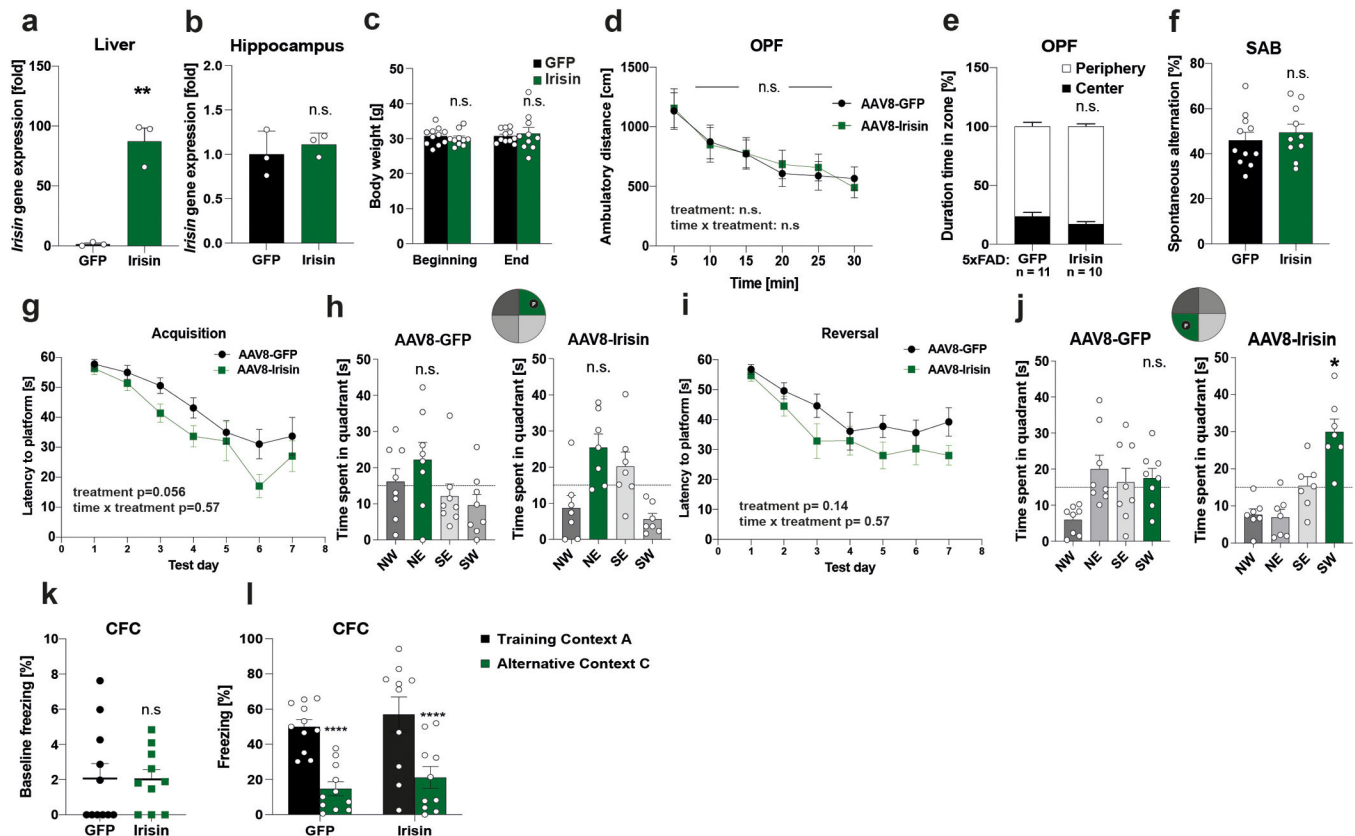 a
Liver
Irisin gene expression [fold]
150
100
50
0
**
GFP
Irisin
b
Hippocampus
Irisin gene expression [fold]
2.0
1.5
1.0
0.5
0.0
n.s.
GFP
Irisin
c
GFP
Irisin
Body weight [g]
60
50
40
30
20
10
0
n.s.
n.s.
Beginning
End
d
OPF
Ambulatory distance [cm]
1500
1000
500
0
n.s.
AAV8-GFP
AAV8-Irisin
treatment: n.s.
time x treatment: n.s
5
10
15
20
25
30
Time [min]
e
OPF
Duration time in zone [%]
150
100
50
0
Periphery
Center
n.s.
5xFAD:
GFP
Irisin
n = 11
n = 10
f
SAB
Spontaneous alternation [%]
80
60
40
20
0
n.s.
GFP
Irisin
g
Acquisition
Latency to platform [s]
60
50
40
30
20
10
0
AAV8-GFP
AAV8-Irisin
treatment p=0.056
time x treatment p=0.57
0
1
2
3
4
5
6
7
8
Test day
h
P
AAV8-GFP
Time spent in quadrant [s]
50
40
30
20
10
0
n.s.
NW
NE
SE
SW
AAV8-Irisin
Time spent in quadrant [s]
50
40
30
20
10
0
n.s.
NW
NE
SE
SW
i
Reversal
Latency to platform [s]
60
50
40
30
20
10
0
AAV8-GFP
AAV8-Irisin
treatment p= 0.14
time x treatment p= 0.57
0
1
2
3
4
5
6
7
8
Test day
j
P
AAV8-GFP
Time spent in quadrant [s]
50
40
30
20
10
0
n.s.
NW
NE
SE
SW
AAV8-Irisin
Time spent in quadrant [s]
50
40
30
20
10
0
*
NW
NE
SE
SW
k
CFC
Baseline freezing [%]
10
8
6
4
2
0
n.s
GFP
Irisin
l
CFC
Freezing [%]
100
80
60
40
20
0
****
****
GFP
Irisin
Training Context A
Alternative Context C